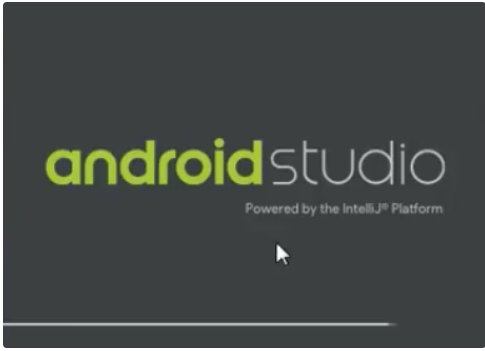 androidstudio
Powered by the IntelliJ® Platform